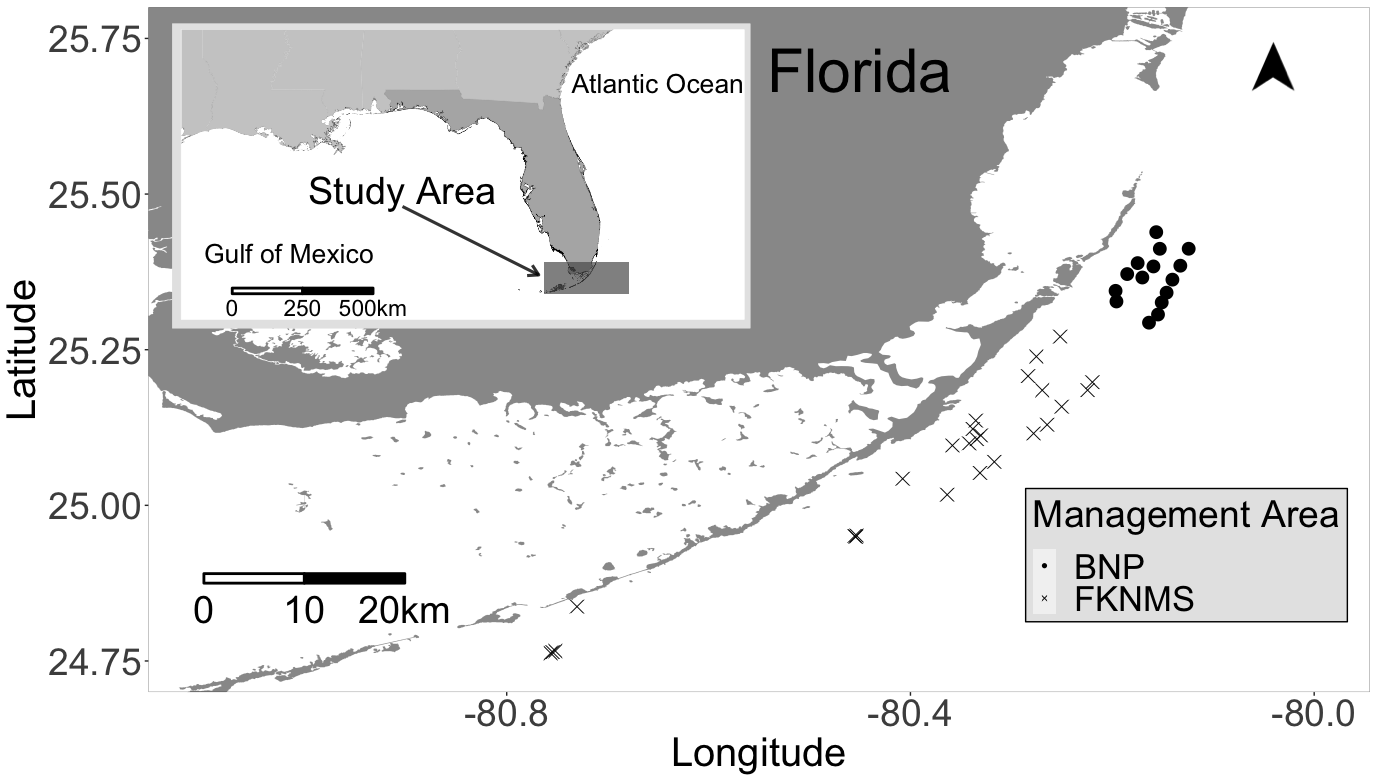 25.75
25.50
25.25
25.00
24.75
Latitude
Florida
Atlantic Ocean
Study Area
Gulf of Mexico
0 250 500km
0 10 20km
Management Area
BNP
FKNMS
-80.8 -80.4 -80.0
Longitude